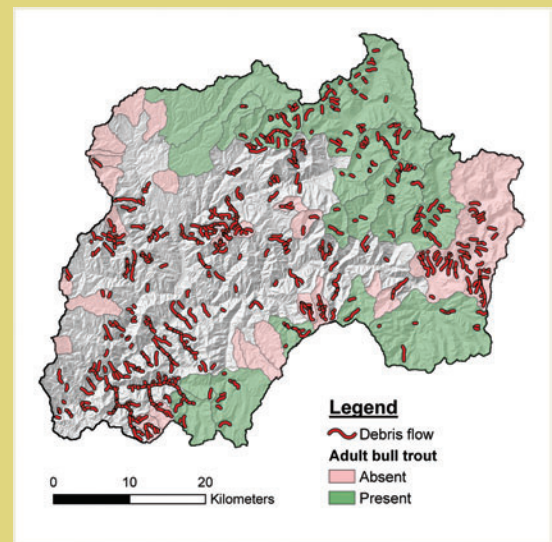 Legend
Debris flow
Adult bull trout
Absent
Present
0 10 20
Kilometers